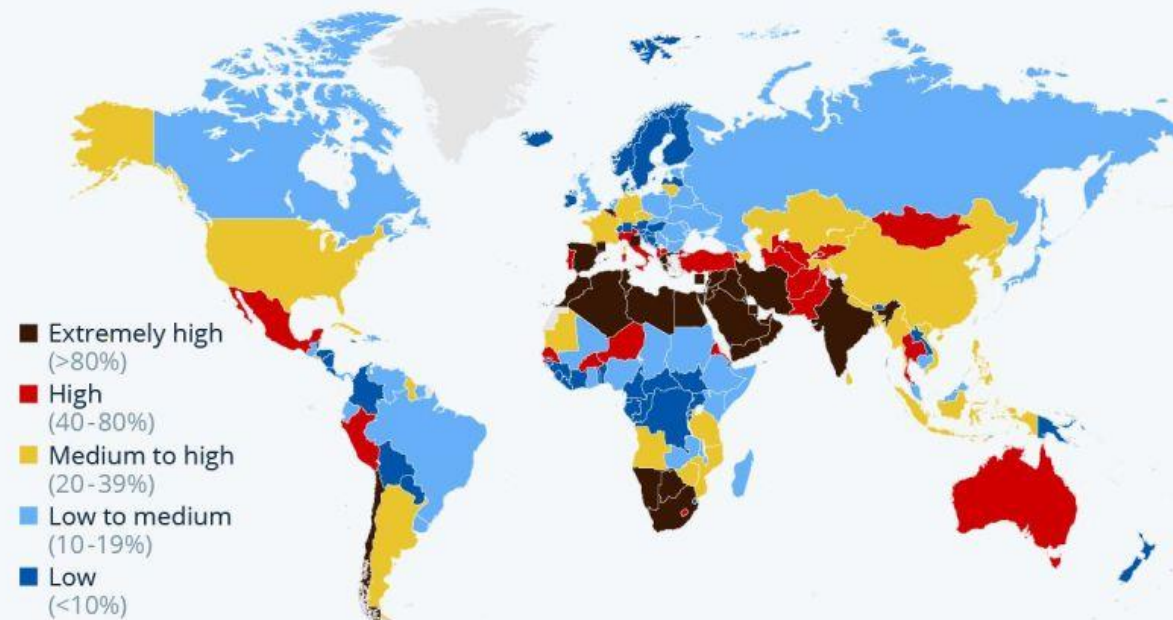 Extremely high
(>80%)
High
(40-80%)
Medium to high
(20-39%)
Low to medium
(10-19%)
Low
(<10%)